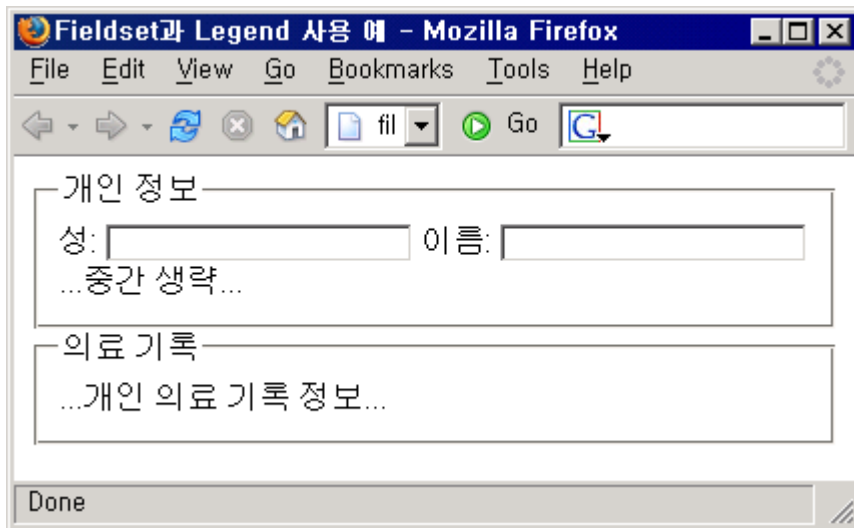 Fieldset과 Legend 사용 예 - Mozilla Firefox
File Edit View Go Bookmarks Tools Help
fil Go G
개인 정보
성: 이름:
...중간 생략...
의료 기록
...개인 의료 기록 정보...
Done